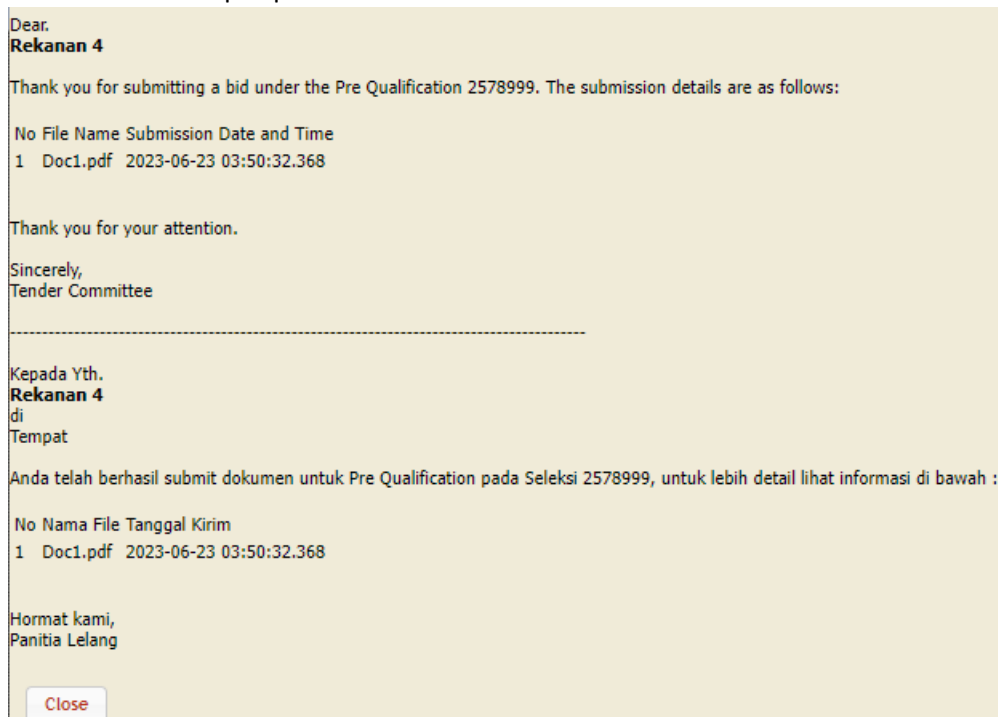 Dear.
Rekanan 4
Thank you for submitting a bid under the Pre Qualification 2578999. The submission details are as follows:
No File Name Submission Date and Time
1 Doc1.pdf 2023-06-23 03:50:32.368
Thank you for your attention.
Sincerely,
Tender Committee
------------------------------------------------------------------------------------------
Kepada Yth.
Rekanan 4
di
Tempat
Anda telah berhasil submit dokumen untuk Pre Qualification pada Seleksi 2578999, untuk lebih detail lihat informasi di bawah :
No Nama File Tanggal Kirim
1 Doc1.pdf 2023-06-23 03:50:32.368
Hormat kami,
Panitia Lelang
Close